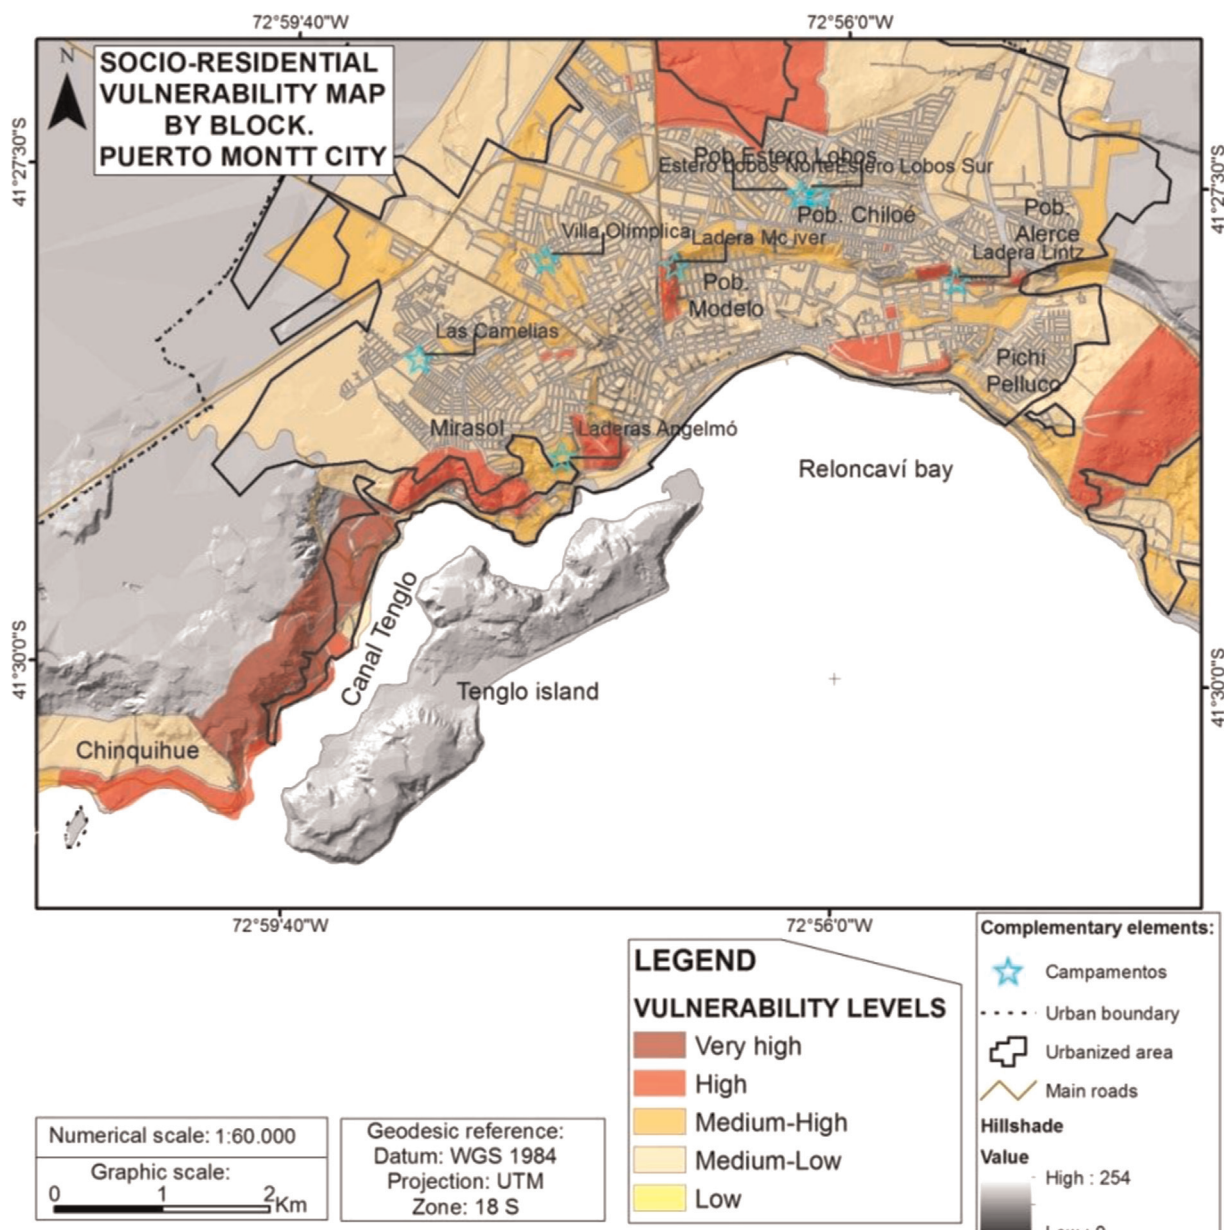 72°59'40"W
72°56'0"W
N
SOCIO-RESIDENTIAL
VULNERABILITY MAP
BY BLOCK.
PUERTO MONTT CITY
41°27'30"S
41°27'30"S
Pob.Estero Lobos
Estero Lobos Norte
Estero Lobos Sur
Pob. Chiloé
Pob.
Alerce
Villa Olímplica
Ladera Mc iver
Ladera Lintz
Pob.
Modelo
Las Camelias
Pichi
Pelluco
Mirasol
Laderas Angelmó
Reloncaví bay
Canal Tenglo
Tenglo island
41°30'0"S
41°30'0"S
Chinquihue
72°59'40"W
72°56'0"W
LEGEND
VULNERABILITY LEVELS
Very high
High
Medium-High
Medium-Low
Low
Complementary elements:
Campamentos
Urban boundary
Urbanized area
Main roads
Hillshade
Value
High : 254
Numerical scale: 1:60.000
Graphic scale:
0 1 2 Km
Geodesic reference:
Datum: WGS 1984
Projection: UTM
Zone: 18 S